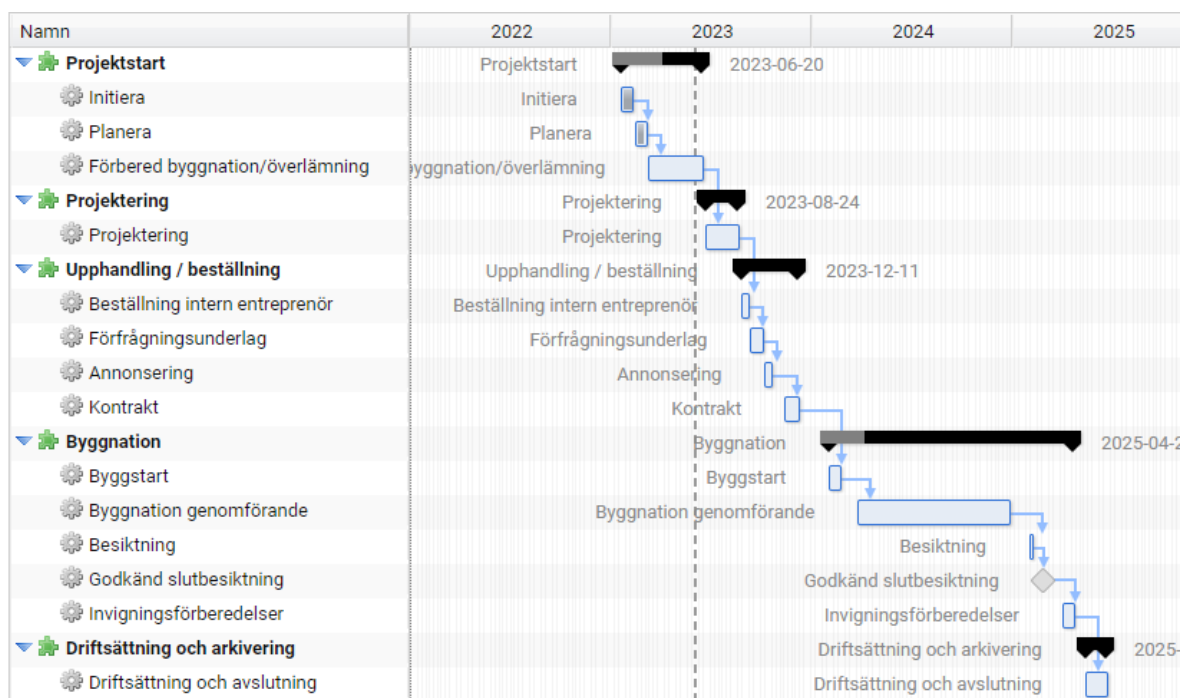 Namn 2022 2023 2024 2025
Projektstart Projektstart 2023-06-20
Initiera Initiera
Planera Planera
Förbered byggnation/överlämning byggnation/överlämning
Projektering Projektering 2023-08-24
Projektering Projektering
Upphandling / beställning Upphandling / beställning 2023-12-11
Beställning intern entreprenör Beställning intern entreprenör
Förfrågningsunderlag Förfrågningsunderlag
Annonsering Annonsering
Kontrakt Kontrakt
Byggnation Byggnation 2025-04-2
Byggstart Byggstart
Byggnation genomförande Byggnation genomförande
Besiktning Besiktning
Godkänd slutbesiktning Godkänd slutbesiktning
Invigningsförberedelser Invigningsförberedelser
Driftsättning och arkivering Driftsättning och arkivering 2025-
Driftsättning och avslutning Driftsättning och avslutning